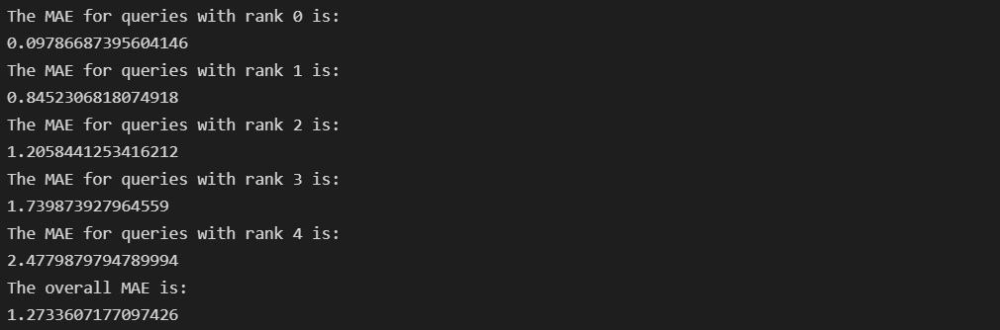 The MAE for queries with rank 0 is:
0.09786687395604146
The MAE for queries with rank 1 is:
0.8452306818074918
The MAE for queries with rank 2 is:
1.2058441253416212
The MAE for queries with rank 3 is:
1.739873927964559
The MAE for queries with rank 4 is:
2.4779879794789994
The overall MAE is:
1.2733607177097426